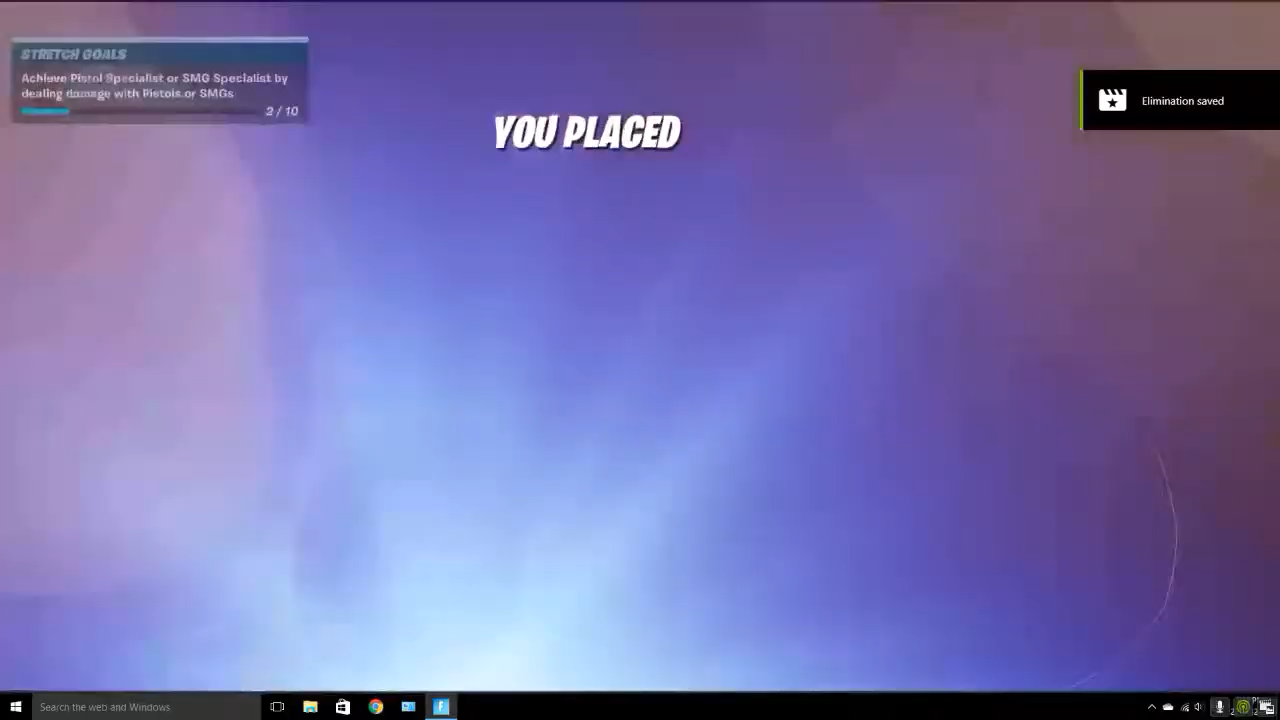 STRETCH GOALS
Achieve Pistol Specialist or SMG Specialist by
dealing damage with Pistols or SMGs
2 / 10
YOU PLACED
Elimination saved
Search the web and Windows